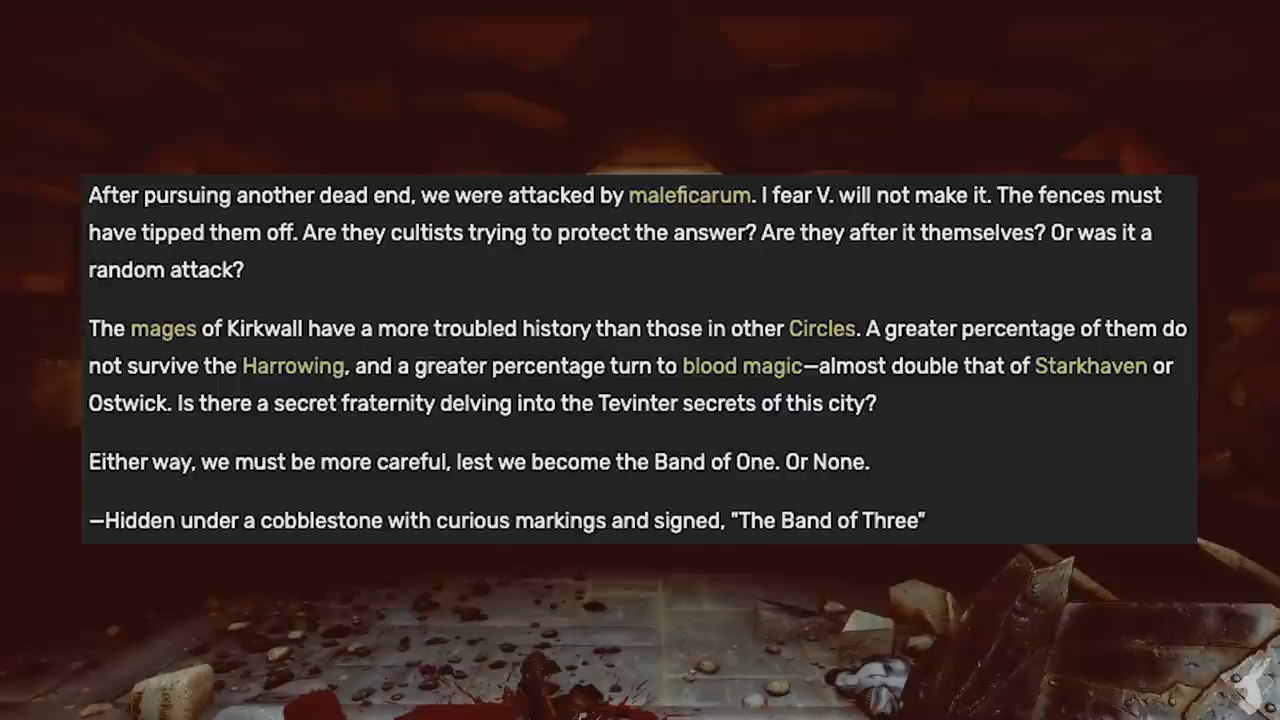 After pursuing another dead end, we were attacked by maleficarum. I fear V. will not make it. The fences must
have tipped them off. Are they cultists trying to protect the answer? Are they after it themselves? Or was it a
random attack?
The mages of Kirkwall have a more troubled history than those in other Circles. A greater percentage of them do
not survive the Harrowing, and a greater percentage turn to blood magic—almost double that of Starkhaven or
Ostwick. Is there a secret fraternity delving into the Tevinter secrets of this city?
Either way, we must be more careful, lest we become the Band of One. Or None.
—Hidden under a cobblestone with curious markings and signed, "The Band of Three"